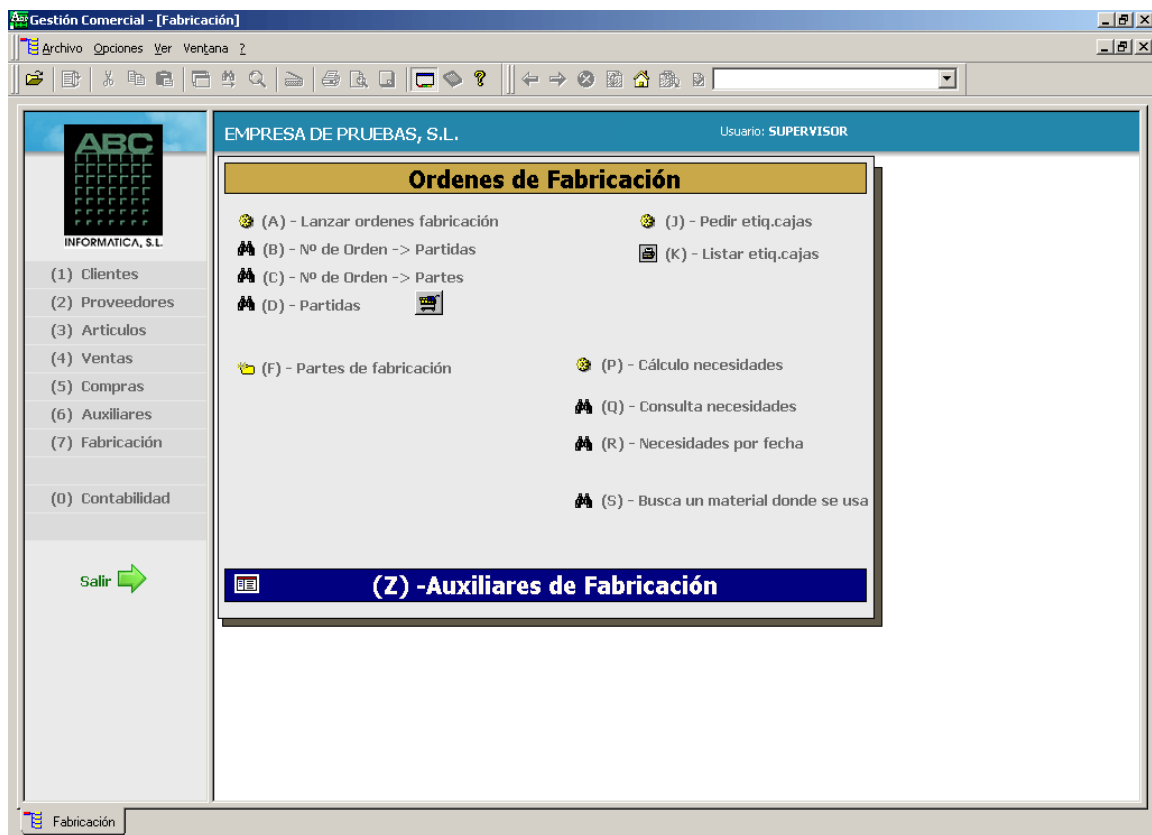 Gestión Comercial - [Fabricación]
Archivo Opciones Ver Ventana ?
ABC
INFORMATICA, S.L.
EMPRESA DE PRUEBAS, S.L.
Usuario: SUPERVISOR
(1) Clientes
(2) Proveedores
(3) Articulos
(4) Ventas
(5) Compras
(6) Auxiliares
(7) Fabricación
(0) Contabilidad
Salir
Ordenes de Fabricación
(A) - Lanzar ordenes fabricación
(B) - Nº de Orden -> Partidas
(C) - Nº de Orden -> Partes
(D) - Partidas
(F) - Partes de fabricación
(J) - Pedir etiq.cajas
(K) - Listar etiq.cajas
(P) - Cálculo necesidades
(Q) - Consulta necesidades
(R) - Necesidades por fecha
(S) - Busca un material donde se usa
(Z) -Auxiliares de Fabricación
Fabricación